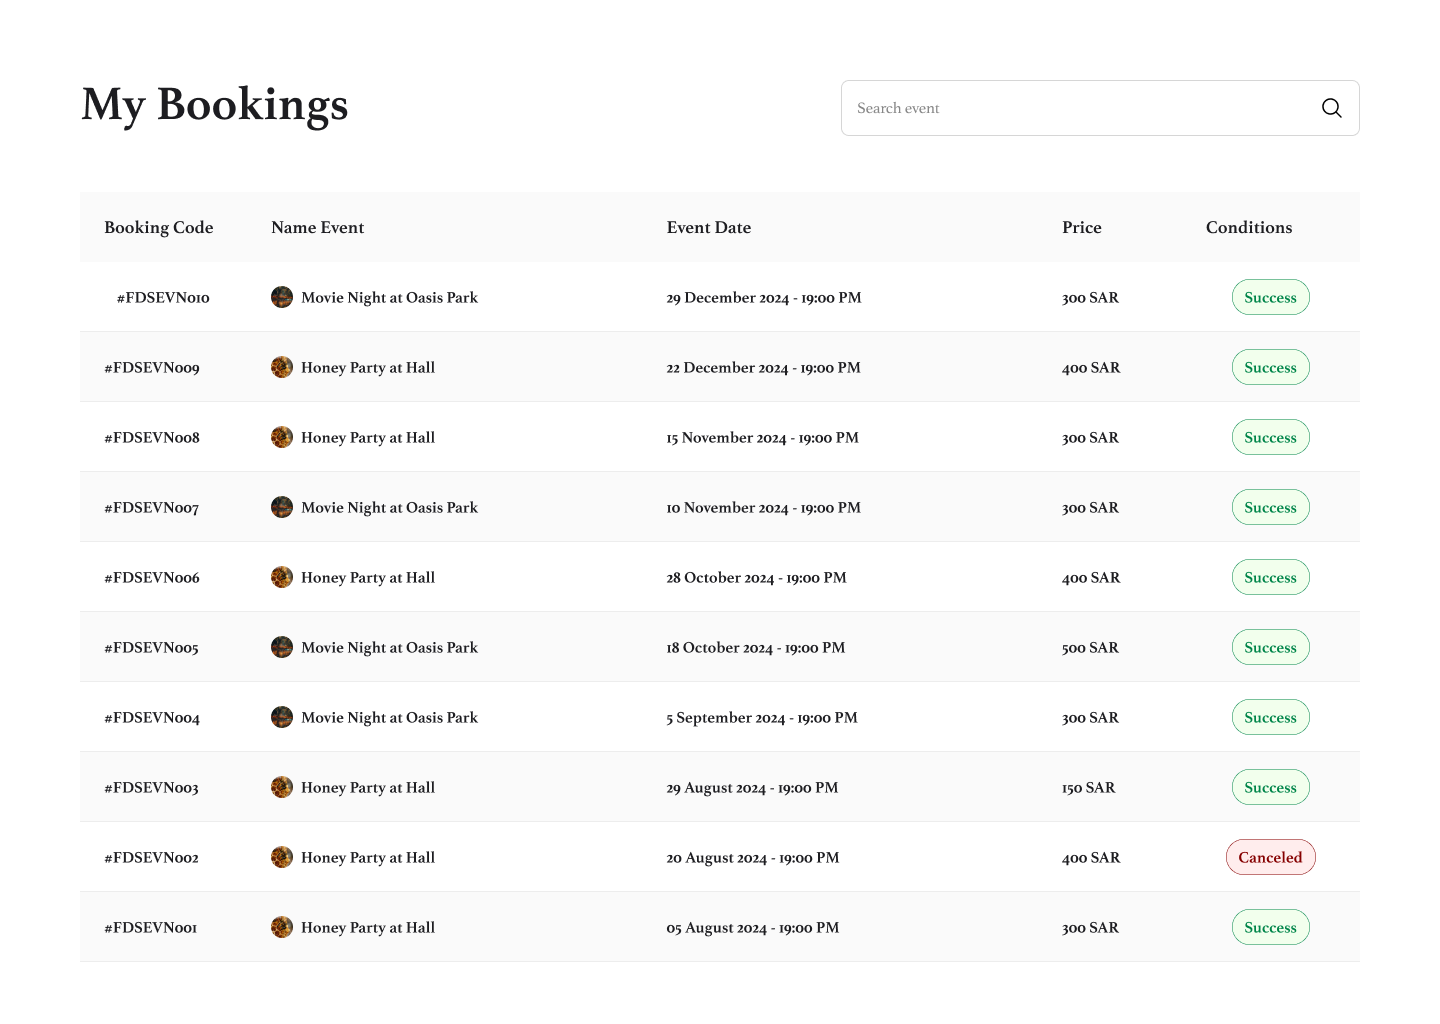 My Bookings
Search event
Booking Code Name Event Event Date Price Conditions
#FDSEVN010 Movie Night at Oasis Park 29 December 2024 - 19:00 PM 300 SAR Success
#FDSEVN009 Honey Party at Hall 22 December 2024 - 19:00 PM 400 SAR Success
#FDSEVN008 Honey Party at Hall 15 November 2024 - 19:00 PM 300 SAR Success
#FDSEVN007 Movie Night at Oasis Park 10 November 2024 - 19:00 PM 300 SAR Success
#FDSEVN006 Honey Party at Hall 28 October 2024 - 19:00 PM 400 SAR Success
#FDSEVN005 Movie Night at Oasis Park 18 October 2024 - 19:00 PM 500 SAR Success
#FDSEVN004 Movie Night at Oasis Park 5 September 2024 - 19:00 PM 300 SAR Success
#FDSEVN003 Honey Party at Hall 29 August 2024 - 19:00 PM 150 SAR Success
#FDSEVN002 Honey Party at Hall 20 August 2024 - 19:00 PM 400 SAR Canceled
#FDSEVN001 Honey Party at Hall 05 August 2024 - 19:00 PM 300 SAR Success